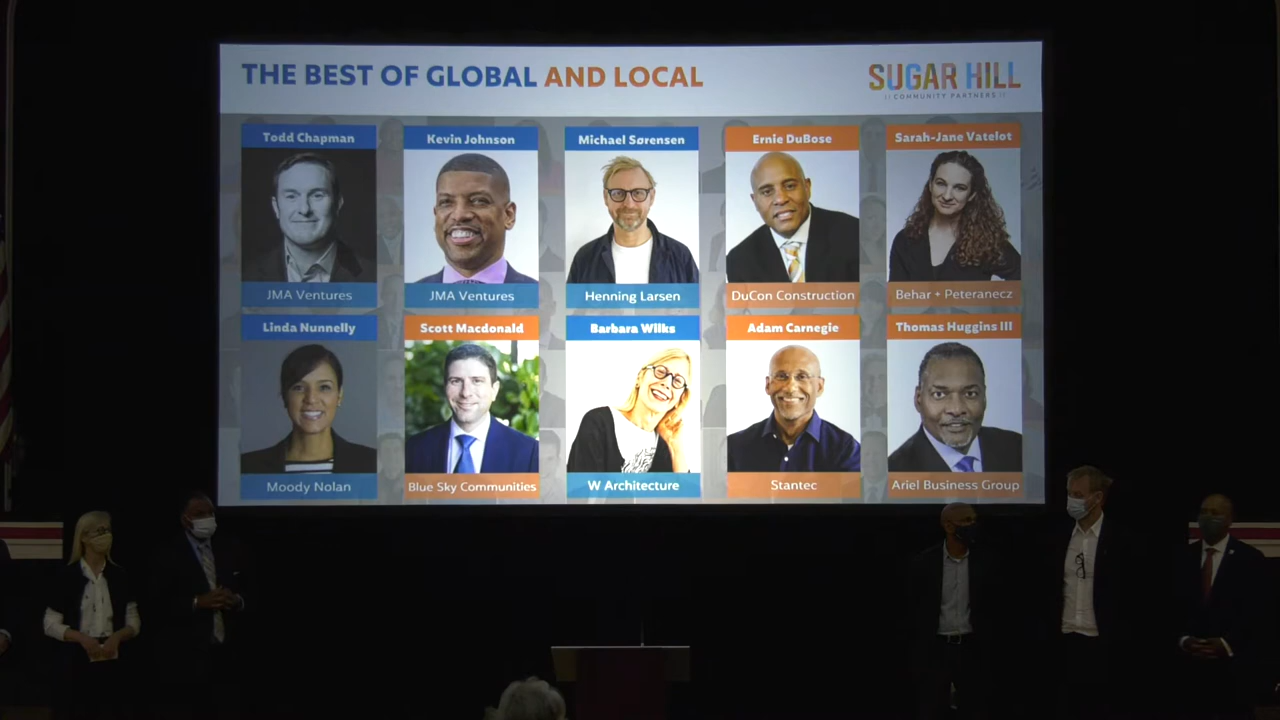 THE BEST OF GLOBAL AND LOCAL
SUGAR HILL
// COMMUNITY PARTNERS //
Todd Chapman
Kevin Johnson
Michael Sørensen
Ernie DuBose
Sarah-Jane Vatelot
JMA Ventures
JMA Ventures
Henning Larsen
DuCon Construction
Behar + Peteranecz
Linda Nunnelly
Scott Macdonald
Barbara Wilks
Adam Carnegie
Thomas Huggins III
Moody Nolan
Blue Sky Communities
W Architecture
Stantec
Ariel Business Group